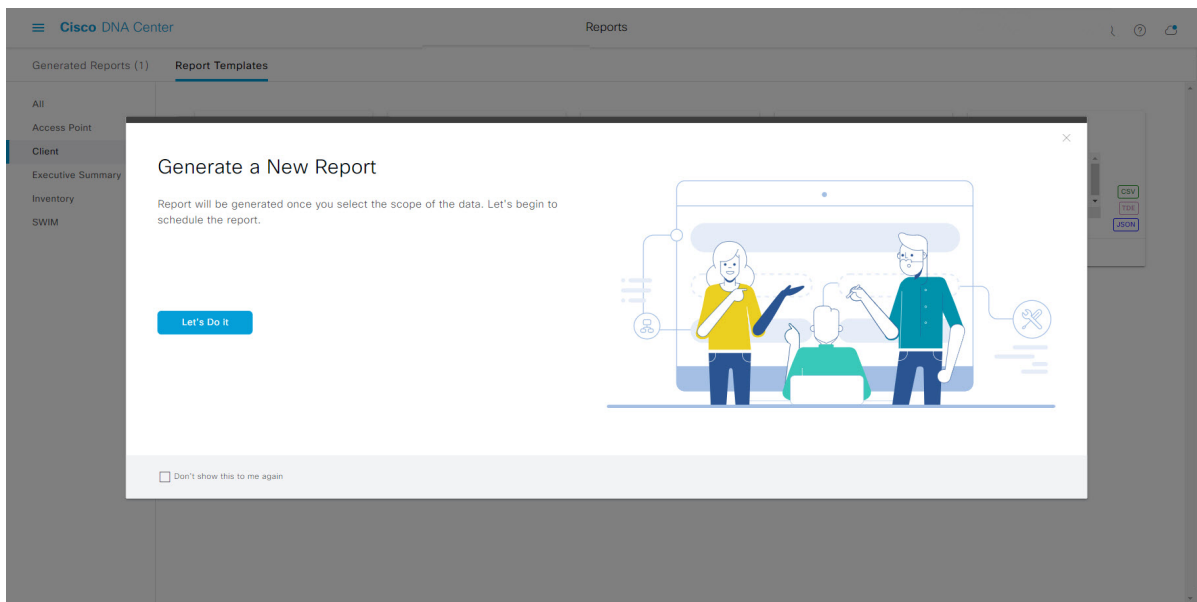 Cisco DNA Center
Reports
Generated Reports (1)
Report Templates
All
Access Point
Client
Executive Summary
Inventory
SWIM
Generate a New Report
Report will be generated once you select the scope of the data. Let's begin to
schedule the report.
Let's Do it
Don't show this to me again
CSV
TDE
JSON